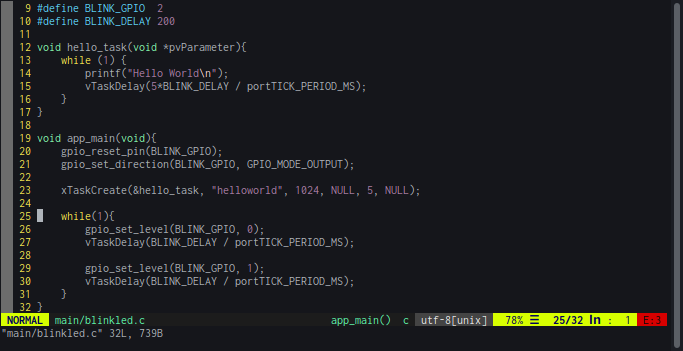 9 #define BLINK_GPIO  2
10 #define BLINK_DELAY 200
11
12 void hello_task(void *pvParameter){
13     while (1) {
14         printf("Hello World\n");
15         vTaskDelay(5*BLINK_DELAY / portTICK_PERIOD_MS);
16     }
17 }
18
19 void app_main(void){
20     gpio_reset_pin(BLINK_GPIO);
21     gpio_set_direction(BLINK_GPIO, GPIO_MODE_OUTPUT);
22
23     xTaskCreate(&hello_task, "helloworld", 1024, NULL, 5, NULL);
24
25     while(1){
26         gpio_set_level(BLINK_GPIO, 0);
27         vTaskDelay(BLINK_DELAY / portTICK_PERIOD_MS);
28
29         gpio_set_level(BLINK_GPIO, 1);
30         vTaskDelay(BLINK_DELAY / portTICK_PERIOD_MS);
31     }
32 }
NORMAL main/blinkled.c app_main() c utf-8[unix] 78% ☰ 25/32 ln : 1
"main/blinkled.c" 32L, 739B